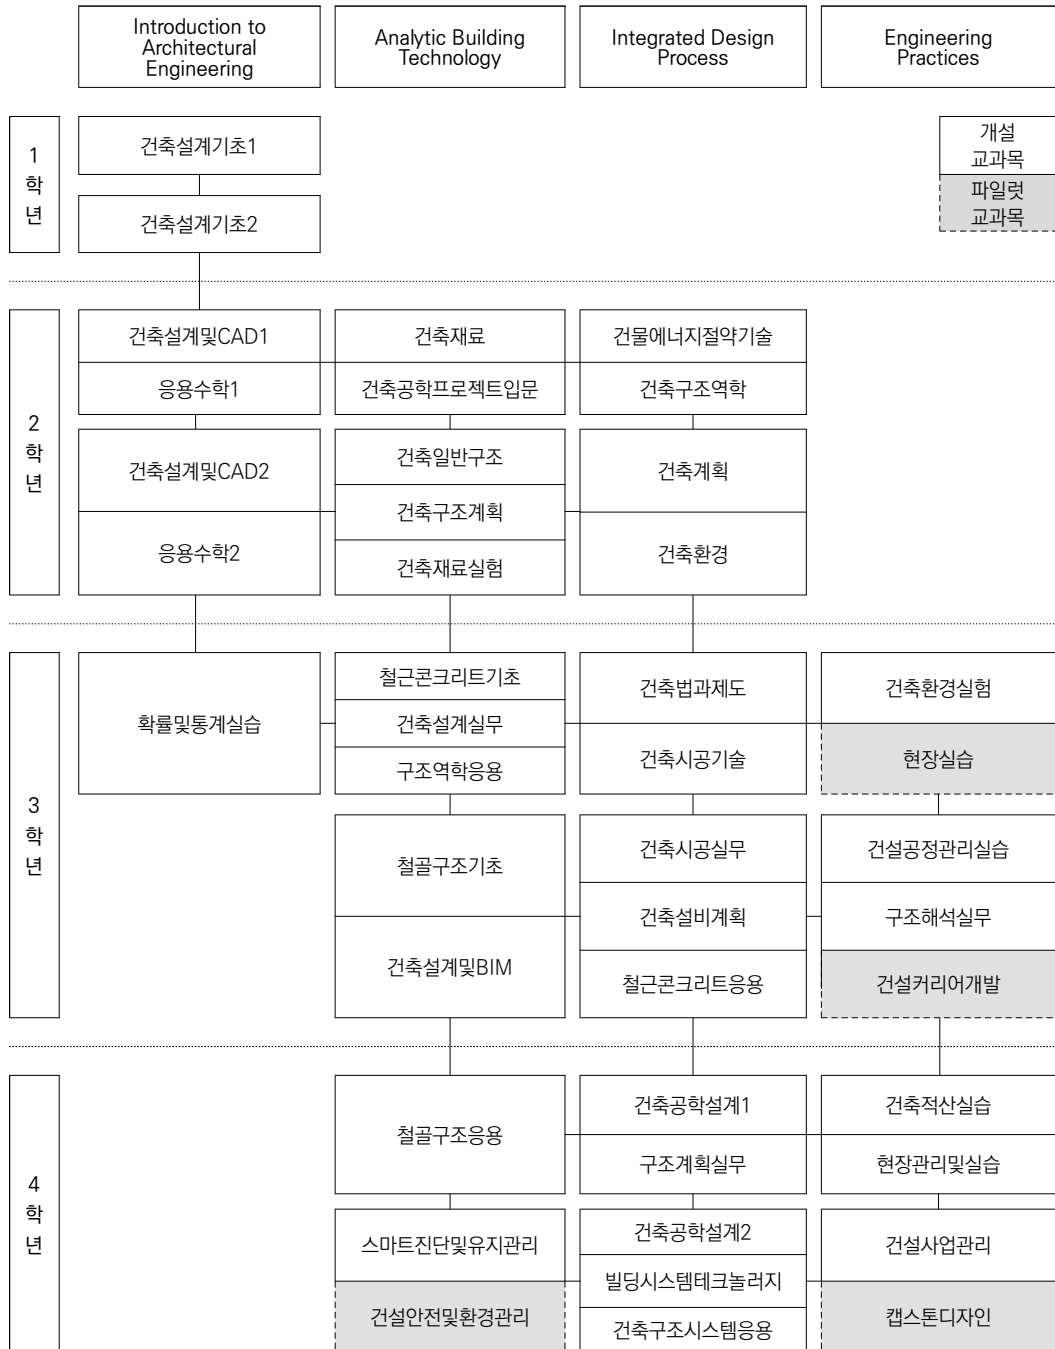 Introduction to
Architectural
Engineering
Analytic Building
Technology
Integrated Design
Process
Engineering
Practices
1
학
년
건축설계기초1
건축설계기초2
개설
교과목
파일럿
교과목
2
학
년
건축설계및CAD1
건축재료
건물에너지절약기술
응용수학1
건축공학프로젝트입문
건축구조역학
건축설계및CAD2
응용수학2
건축일반구조
건축구조계획
건축재료실험
건축계획
건축환경
3
학
년
확률및통계실습
철근콘크리트기초
건축설계실무
구조역학응용
건축법과제도
건축시공기술
건축환경실험
현장실습
철골구조기초
건축설계및BIM
건축시공실무
건축설비계획
철근콘크리트응용
건설공정관리실습
구조해석실무
건설커리어개발
4
학
년
철골구조응용
건축공학설계1
구조계획실무
건축적산실습
현장관리및실습
스마트진단및유지관리
건설안전및환경관리
건축공학설계2
빌딩시스템테크놀러지
건축구조시스템응용
건설사업관리
캡스톤디자인